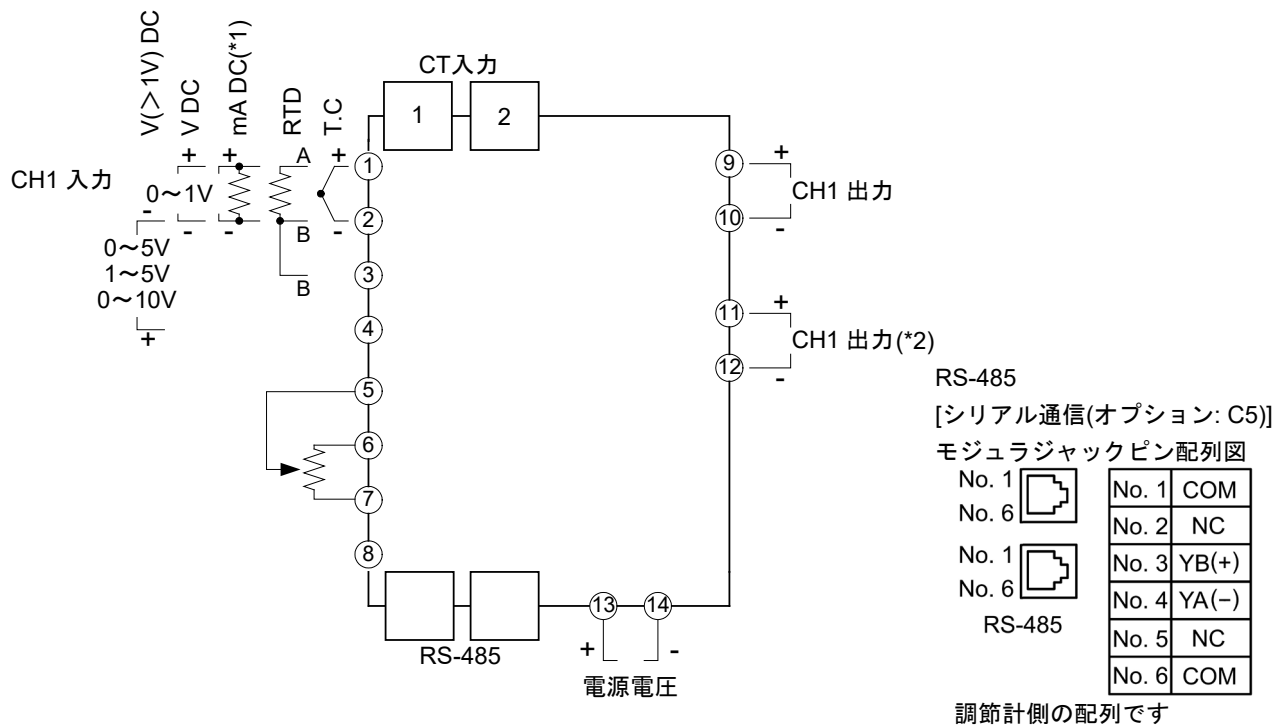 V(>1V) DC
V DC
mA DC(*1)
RTD
T.C
CT入力
1
2
CH1 入力
+
+
A
+
1
0~1V
-
-
-
B
-
2
0~5V
1~5V
0~10V
+
B
3
4
5
6
7
8
9
+
CH1 出力
10
-
11
+
CH1 出力(*2)
12
-
RS-485
13
14
+
-
電源電圧
RS-485
[シリアル通信(オプション: C5)]
モジュラジャックピン配列図
No. 1
No. 6
No. 1
No. 6
RS-485
No. 1 COM
No. 2 NC
No. 3 YB(+)
No. 4 YA(−)
No. 5 NC
No. 6 COM
調節計側の配列です